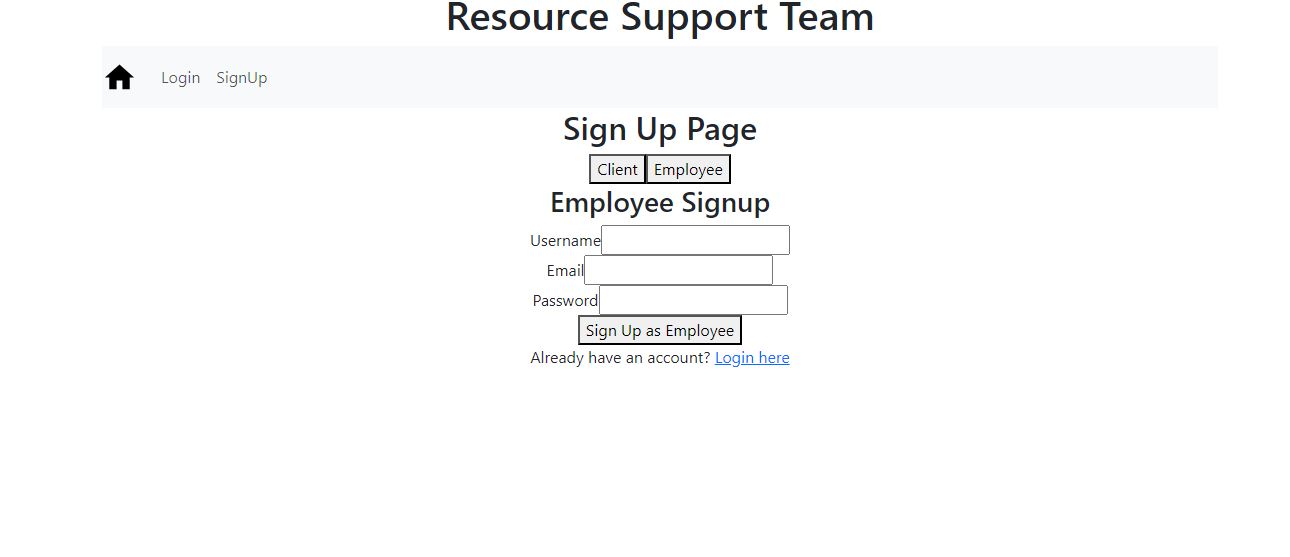 Resource Support Team
Login SignUp
Sign Up Page
Client Employee
Employee Signup
Username
Email
Password
Sign Up as Employee
Already have an account? Login here